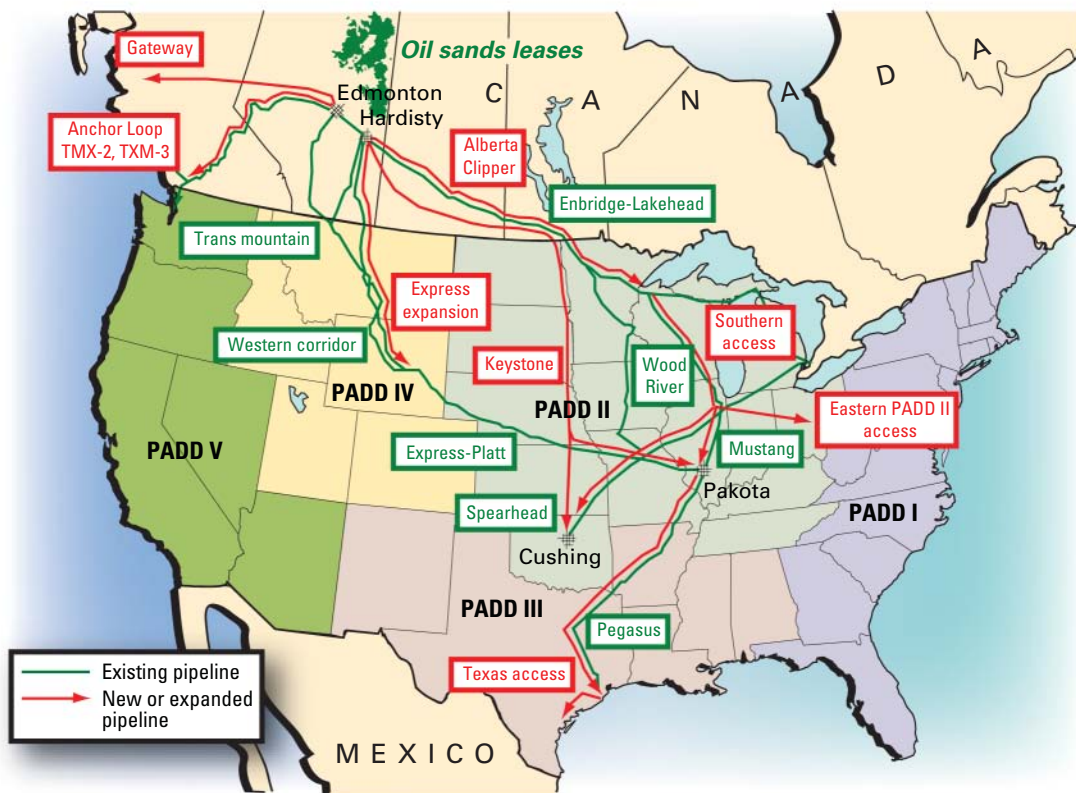 Gateway
Oil sands leases
Edmonton
Hardisty
C A N A D A
Anchor Loop
TMX-2, TXM-3
Alberta
Clipper
Enbridge-Lakehead
Trans mountain
Express
expansion
Southern
access
Western corridor
Keystone
Wood
River
PADD IV
PADD II
Eastern PADD II
access
PADD V
Express-Platt
Mustang
Pakota
Spearhead
PADD I
Cushing
PADD III
Pegasus
Texas access
Existing pipeline
New or expanded
pipeline
MEXICO